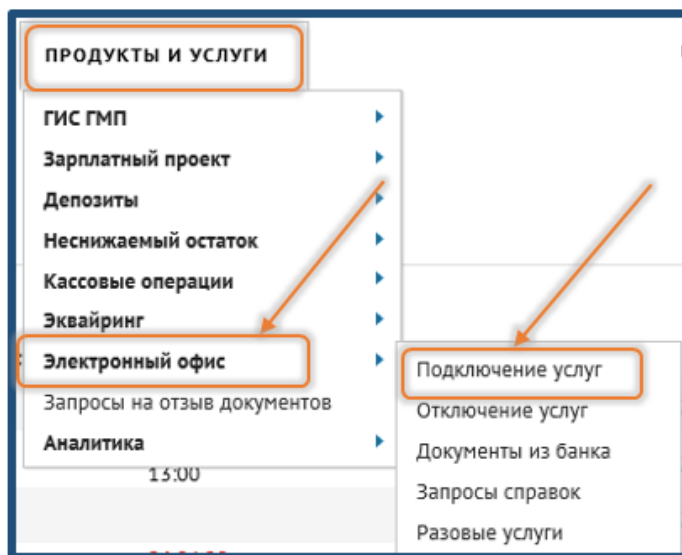 ПРОДУКТЫ И УСЛУГИ
ГИС ГМП
Зарплатный проект
Депозиты
Неснижаемый остаток
Кассовые операции
Эквайринг
Электронный офис
Запросы на отзыв документов
Аналитика
13:00
Подключение услуг
Отключение услуг
Документы из банка
Запросы справок
Разовые услуги